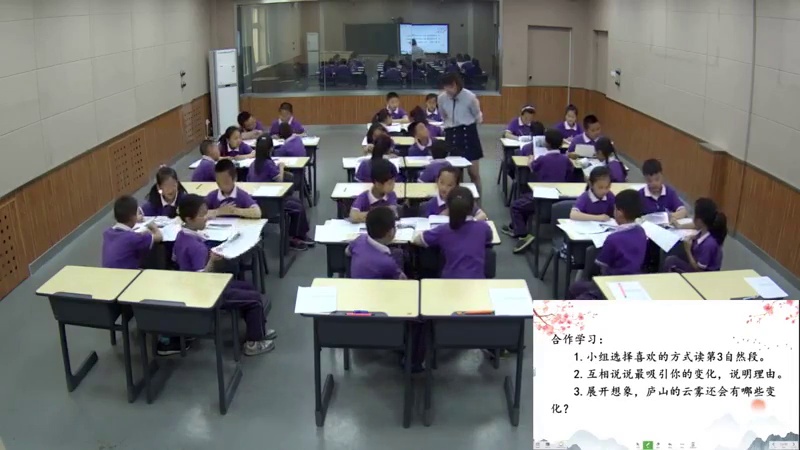 合作学习：
1.小组选择喜欢的方式读第3自然段。
2.互相说说最吸引你的变化，说明理由。
3.展开想象，庐山的云雾还会有哪些变
化？